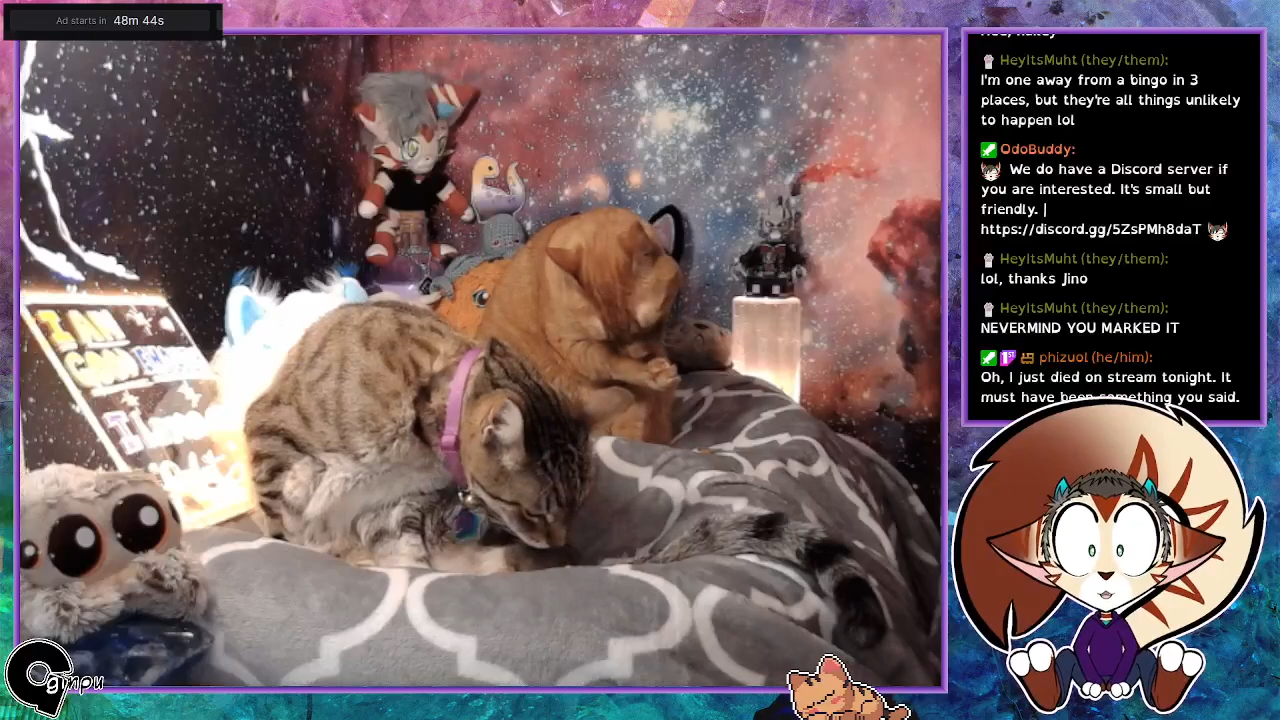 Ad starts in 48m 44s
HeyItsMuht (they/them):
I'm one away from a bingo in 3
places, but they're all things unlikely
to happen lol
OdoBuddy:
We do have a Discord server if
you are interested. It's small but
friendly. |
https://discord.gg/5ZsPMh8daT
HeyItsMuht (they/them):
lol, thanks Jino
HeyItsMuht (they/them):
NEVERMIND YOU MARKED IT
1ST phizuol (he/him):
Oh, I just died on stream tonight. It
must have been something you said.
I AM
GOOD
I
ginpu